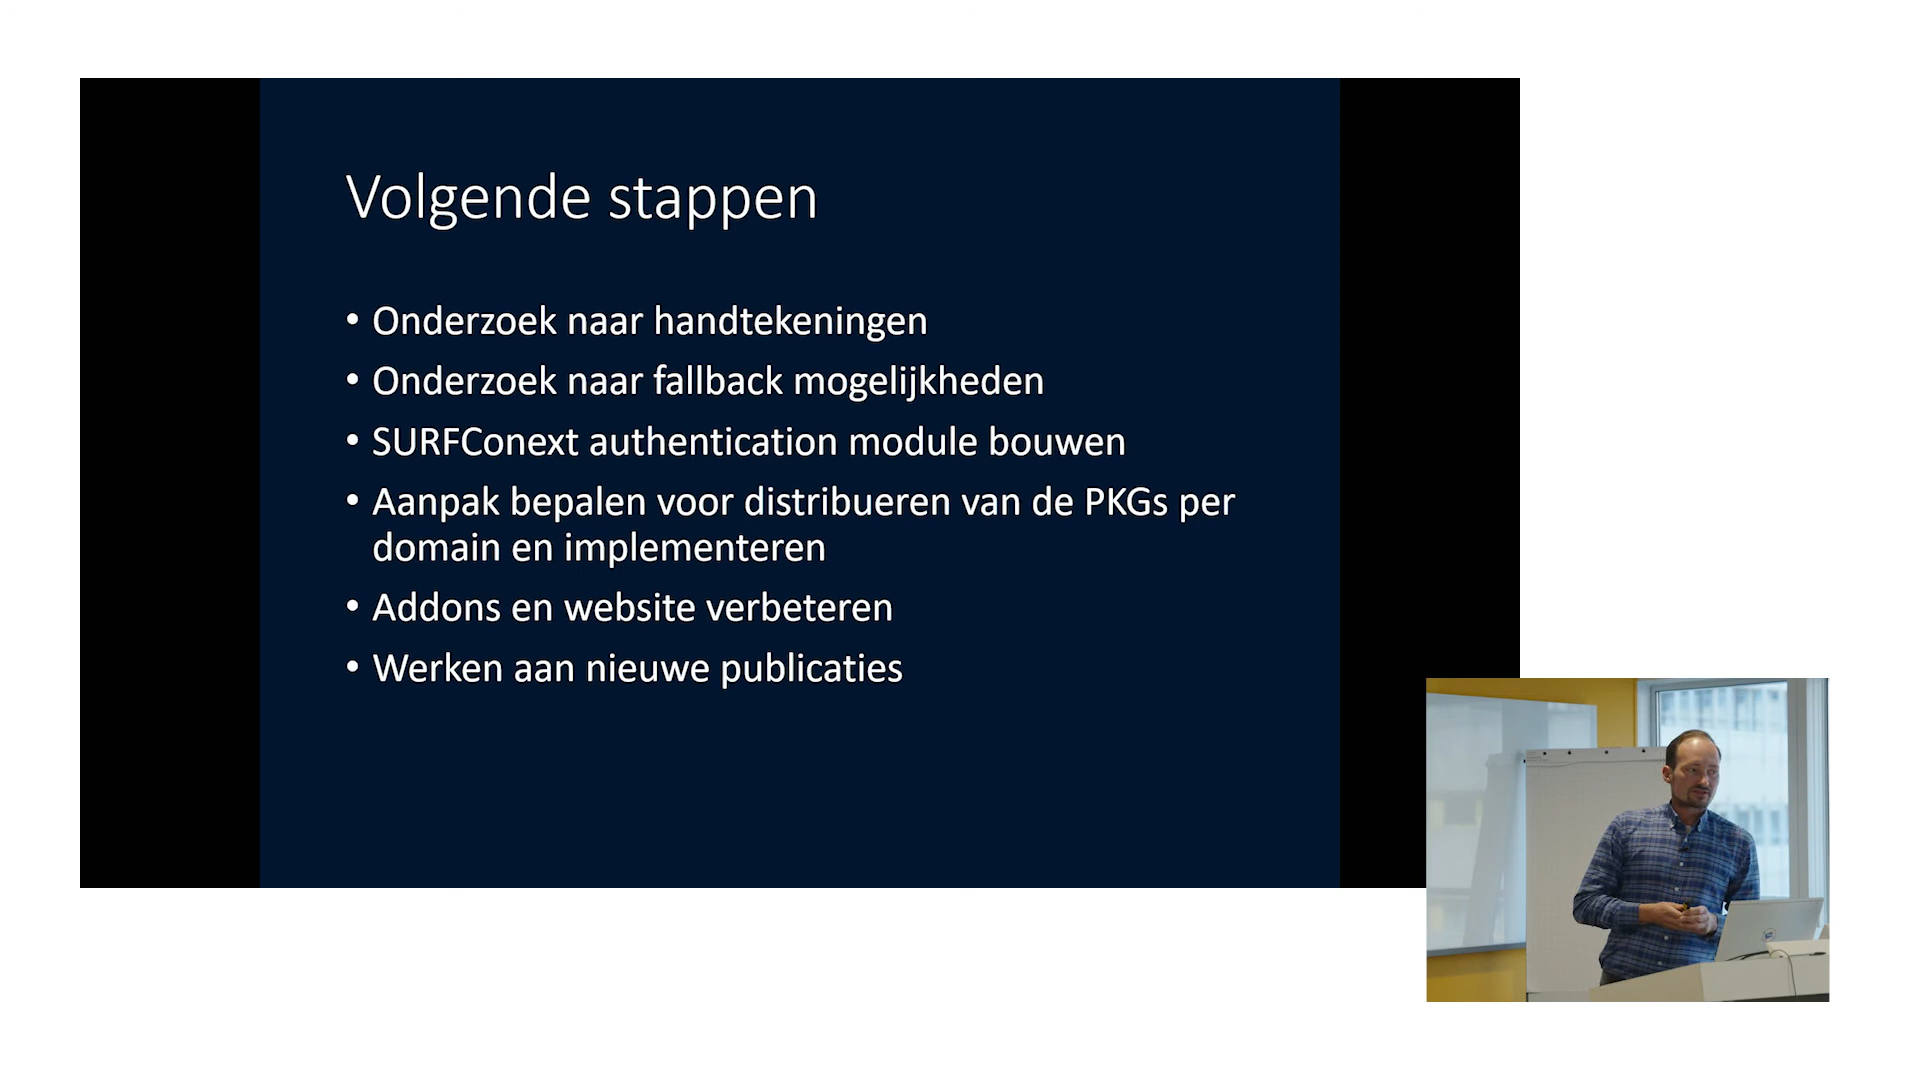 Volgende stappen
• Onderzoek naar handtekeningen
• Onderzoek naar fallback mogelijkheden
• SURFConext authentication module bouwen
• Aanpak bepalen voor distribueren van de PKGs per
domain en implementeren
• Addons en website verbeteren
• Werken aan nieuwe publicaties